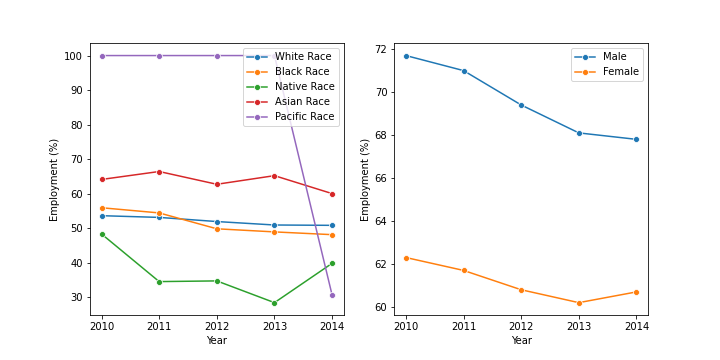 100
90
80
70
60
50
40
30
Employment (%)
2010 2011 2012 2013 2014
Year
White Race
Black Race
Native Race
Asian Race
Pacific Race
72
70
68
66
64
62
60
Employment (%)
2010 2011 2012 2013 2014
Year
Male
Female